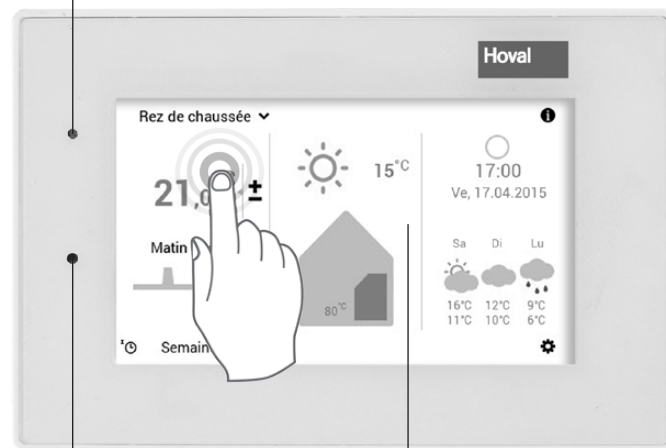 Hoval
Rez de chaussée
21,0
15°C
17:00
Ve, 17.04.2015
Matin
80°C
Sa Di Lu
16°C 12°C 9°C
11°C 10°C 6°C